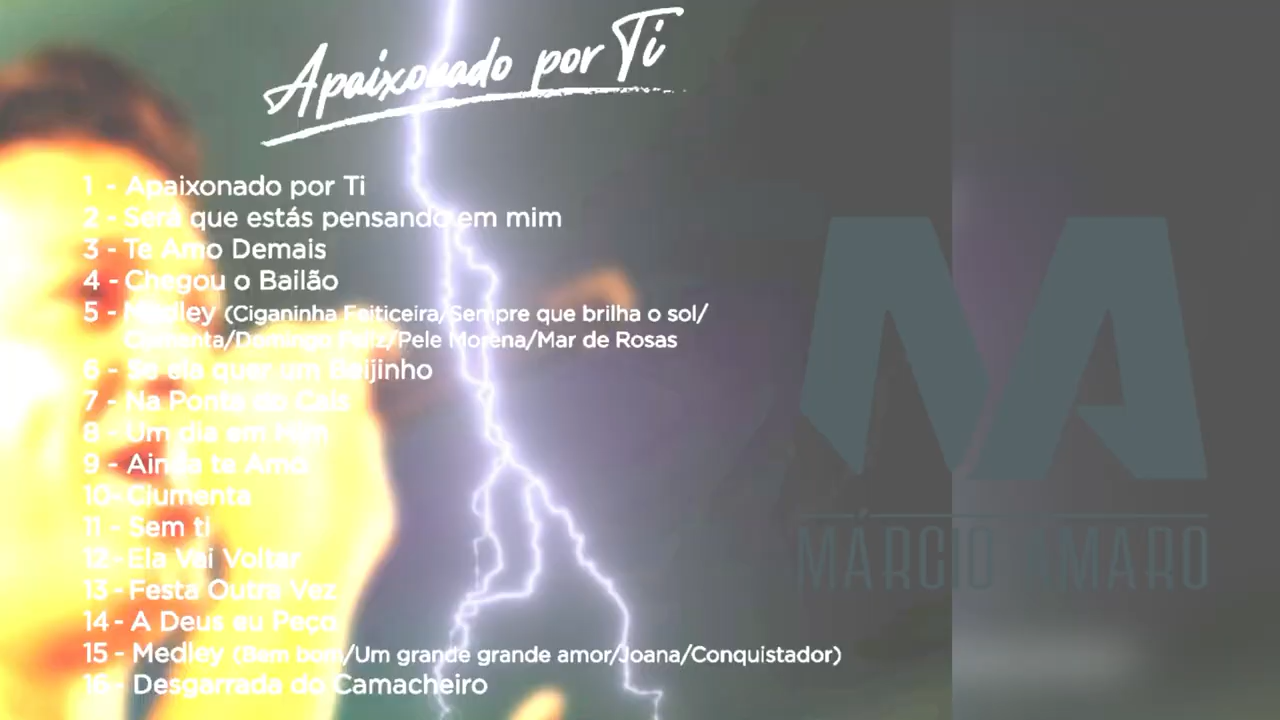 Apaixonado por Ti
1 - Apaixonado por Ti
2 - Será que estás pensando em mim
3 - Te Amo Demais
4 - Chegou o Bailão
5 - Medley (Ciganinha Feiticeira/Sempre que brilha o sol/
Ciumenta/Domingo Feliz/Pele Morena/Mar de Rosas
6 - Se ela quer um Beijinho
7 - Na Ponta do Cais
8 - Um dia em Mim
9 - Ainda te Amo
10- Ciumenta
11 - Sem ti
12- Ela Vai Voltar
13 - Festa Outra Vez
14 - A Deus eu Peço
15 - Medley (Bem bom/Um grande grande amor/Joana/Conquistador)
16 - Desgarrada do Camacheiro
MA
MÁRCIO AMARO